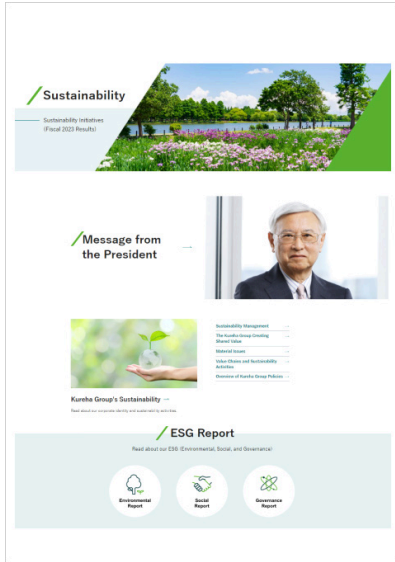 Sustainability
Sustainability Initiatives
(Fiscal 2023 Results)
Message from
the President
Sustainability Management
The Kureha Group Creating
Shared Value
Material Issues
Value Chains and Sustainability
Activities
Overview of Kureha Group Policies
Kureha Group's Sustainability
Read about our corporate identity and sustainability activities.
ESG Report
Read about our ESG (Environmental, Social, and Governance)
Environmental
Report
Social
Report
Governance
Report